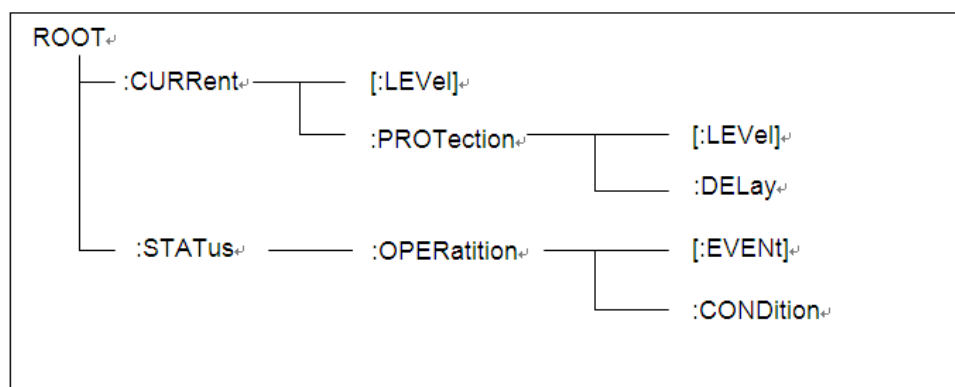 ROOT↵
:CURRent↵ [:LEVel]↵
:PROTection↵ [:LEVel]↵
:DELay↵
:STATus↵ :OPERatition↵ [:EVENt]↵
:CONDition↵